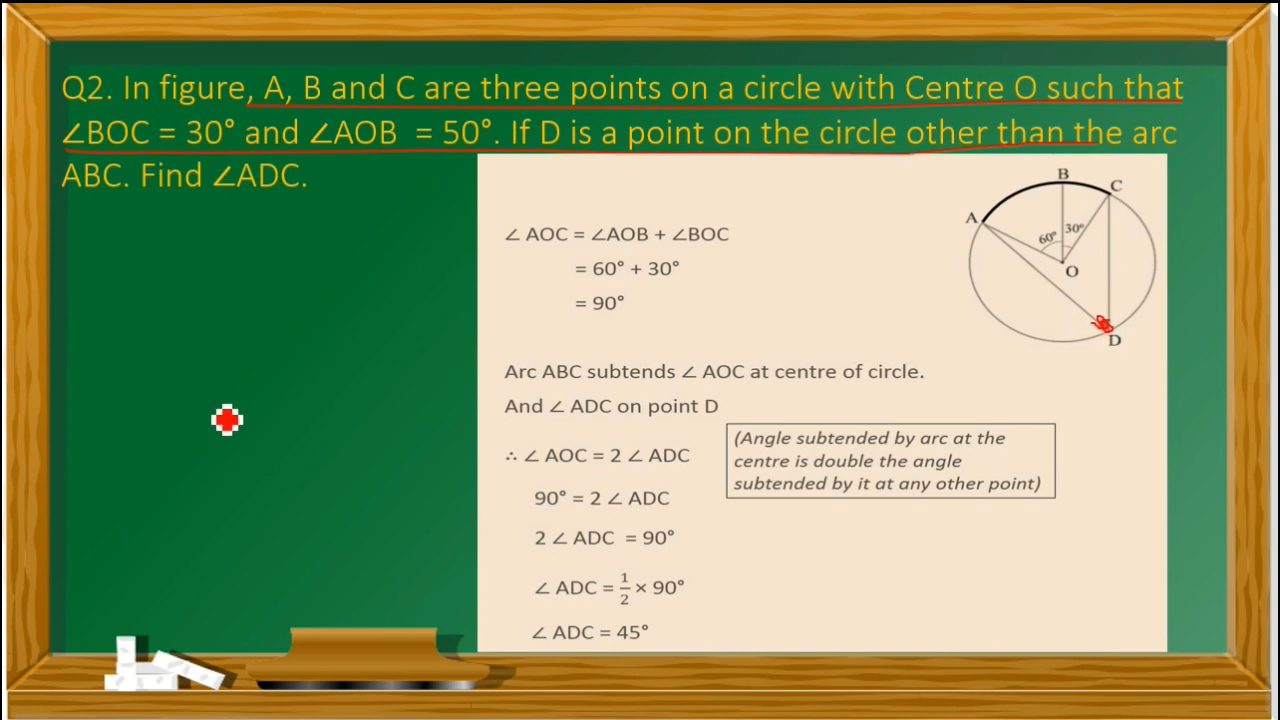 Q2. In figure, A, B and C are three points on a circle with Centre O such that
∠BOC = 30° and ∠AOB = 50°. If D is a point on the circle other than the arc
ABC. Find ∠ADC.
∠ AOC = ∠AOB + ∠BOC
= 60° + 30°
= 90°
B
C
A
60°
30°
O
D
Arc ABC subtends ∠ AOC at centre of circle.
And ∠ ADC on point D
∴ ∠ AOC = 2 ∠ ADC
(Angle subtended by arc at the
centre is double the angle
subtended by it at any other point)
90° = 2 ∠ ADC
2 ∠ ADC = 90°
∠ ADC = 1/2 × 90°
∠ ADC = 45°